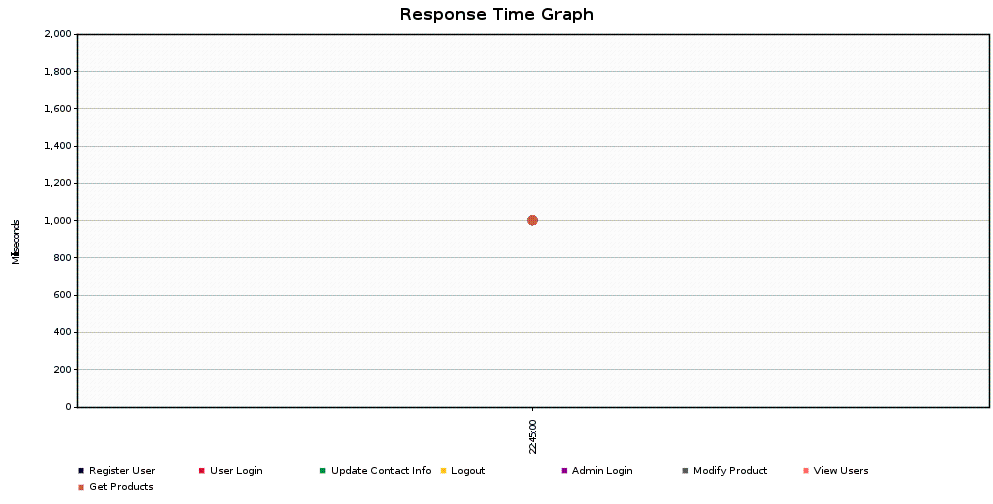 Response Time Graph
2,000
1,800
1,600
1,400
1,200
1,000
800
600
400
200
0
Milliseconds
22:45:00
Register User
User Login
Update Contact Info
Logout
Admin Login
Modify Product
View Users
Get Products